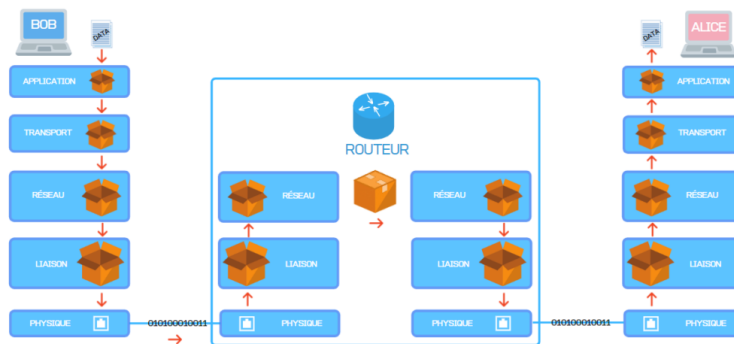 BOB
DATA
DATA
ALICE
APPLICATION
APPLICATION
TRANSPORT
TRANSPORT
ROUTEUR
RÉSEAU
RÉSEAU
RÉSEAU
RÉSEAU
LIAISON
LIAISON
LIAISON
LIAISON
PHYSIQUE
010100010011
PHYSIQUE
PHYSIQUE
010100010011
PHYSIQUE